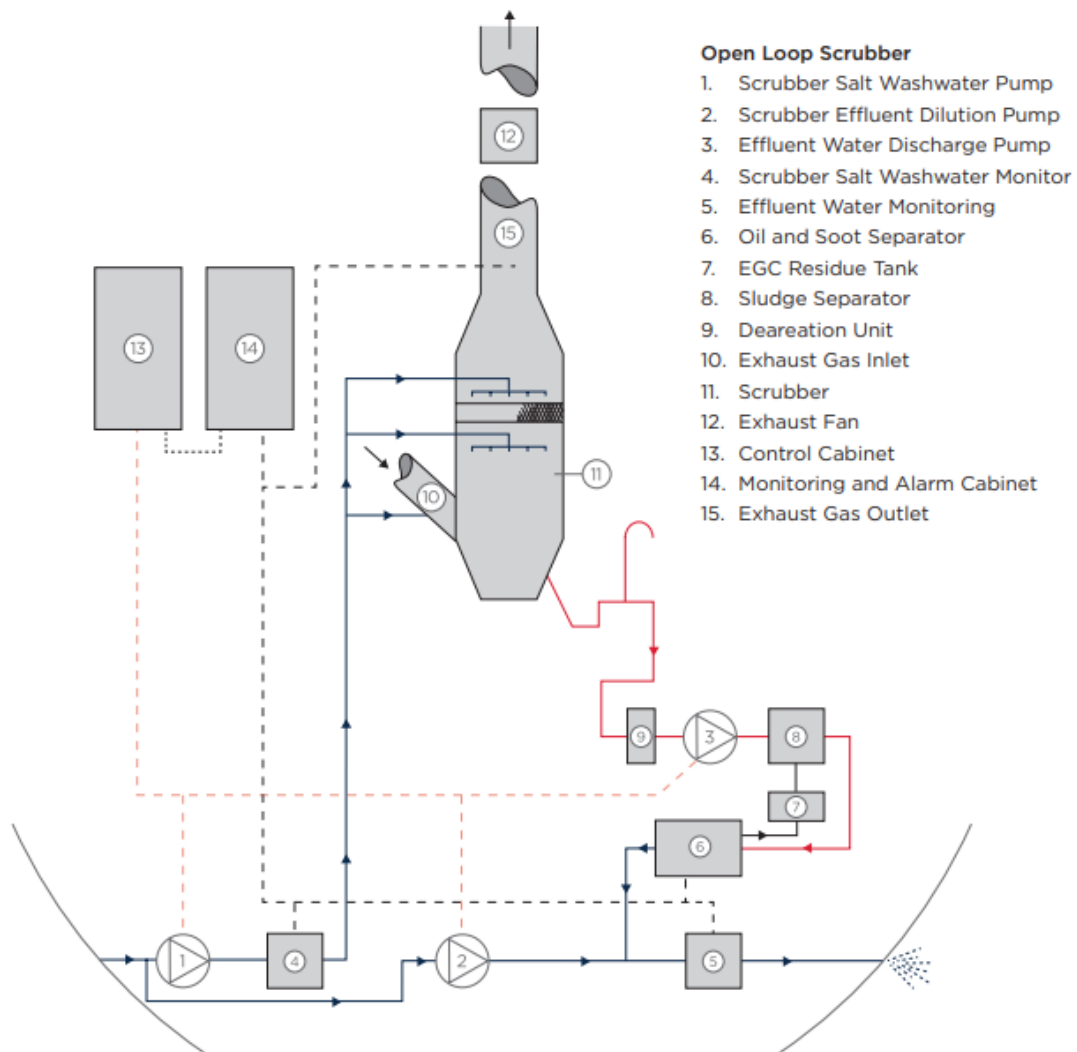 Open Loop Scrubber
1. Scrubber Salt Washwater Pump
2. Scrubber Effluent Dilution Pump
3. Effluent Water Discharge Pump
4. Scrubber Salt Washwater Monitor
5. Effluent Water Monitoring
6. Oil and Soot Separator
7. EGC Residue Tank
8. Sludge Separator
9. Deareation Unit
10. Exhaust Gas Inlet
11. Scrubber
12. Exhaust Fan
13. Control Cabinet
14. Monitoring and Alarm Cabinet
15. Exhaust Gas Outlet
12
15
13
14
11
10
9
3
8
7
6
1
4
2
5